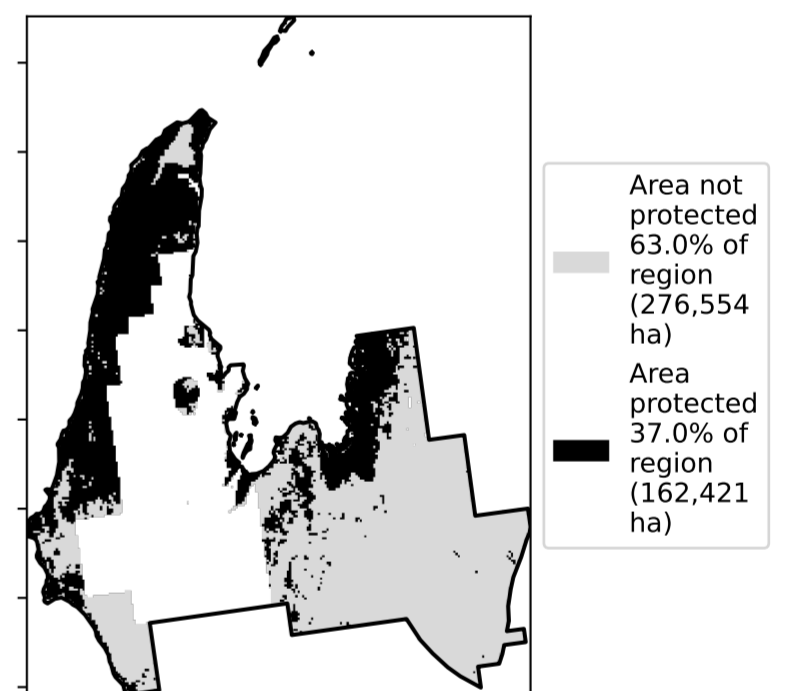 Area not
protected
63.0% of
region
(276,554
ha)
Area
protected
37.0% of
region
(162,421
ha)